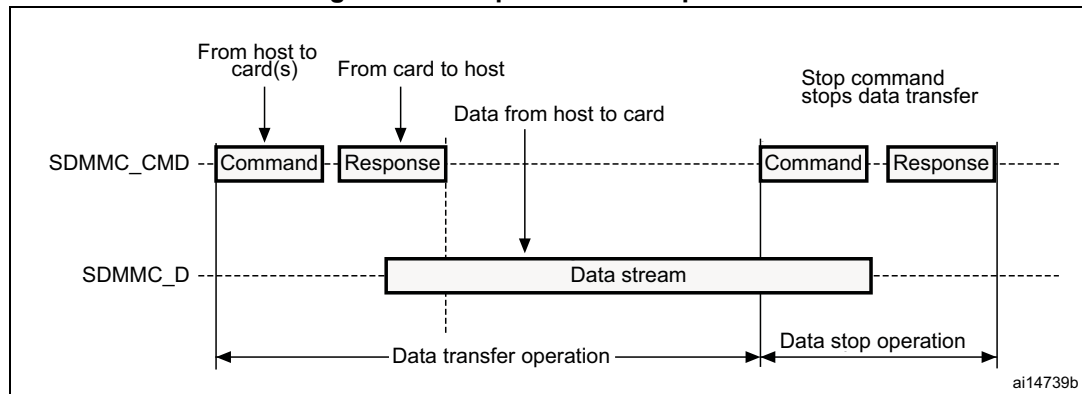 From host to
card(s)
From card to host
Data from host to card
Stop command
stops data transfer
SDMMC_CMD
Command
Response
Command
Response
SDMMC_D
Data stream
Data transfer operation
Data stop operation
ai14739b